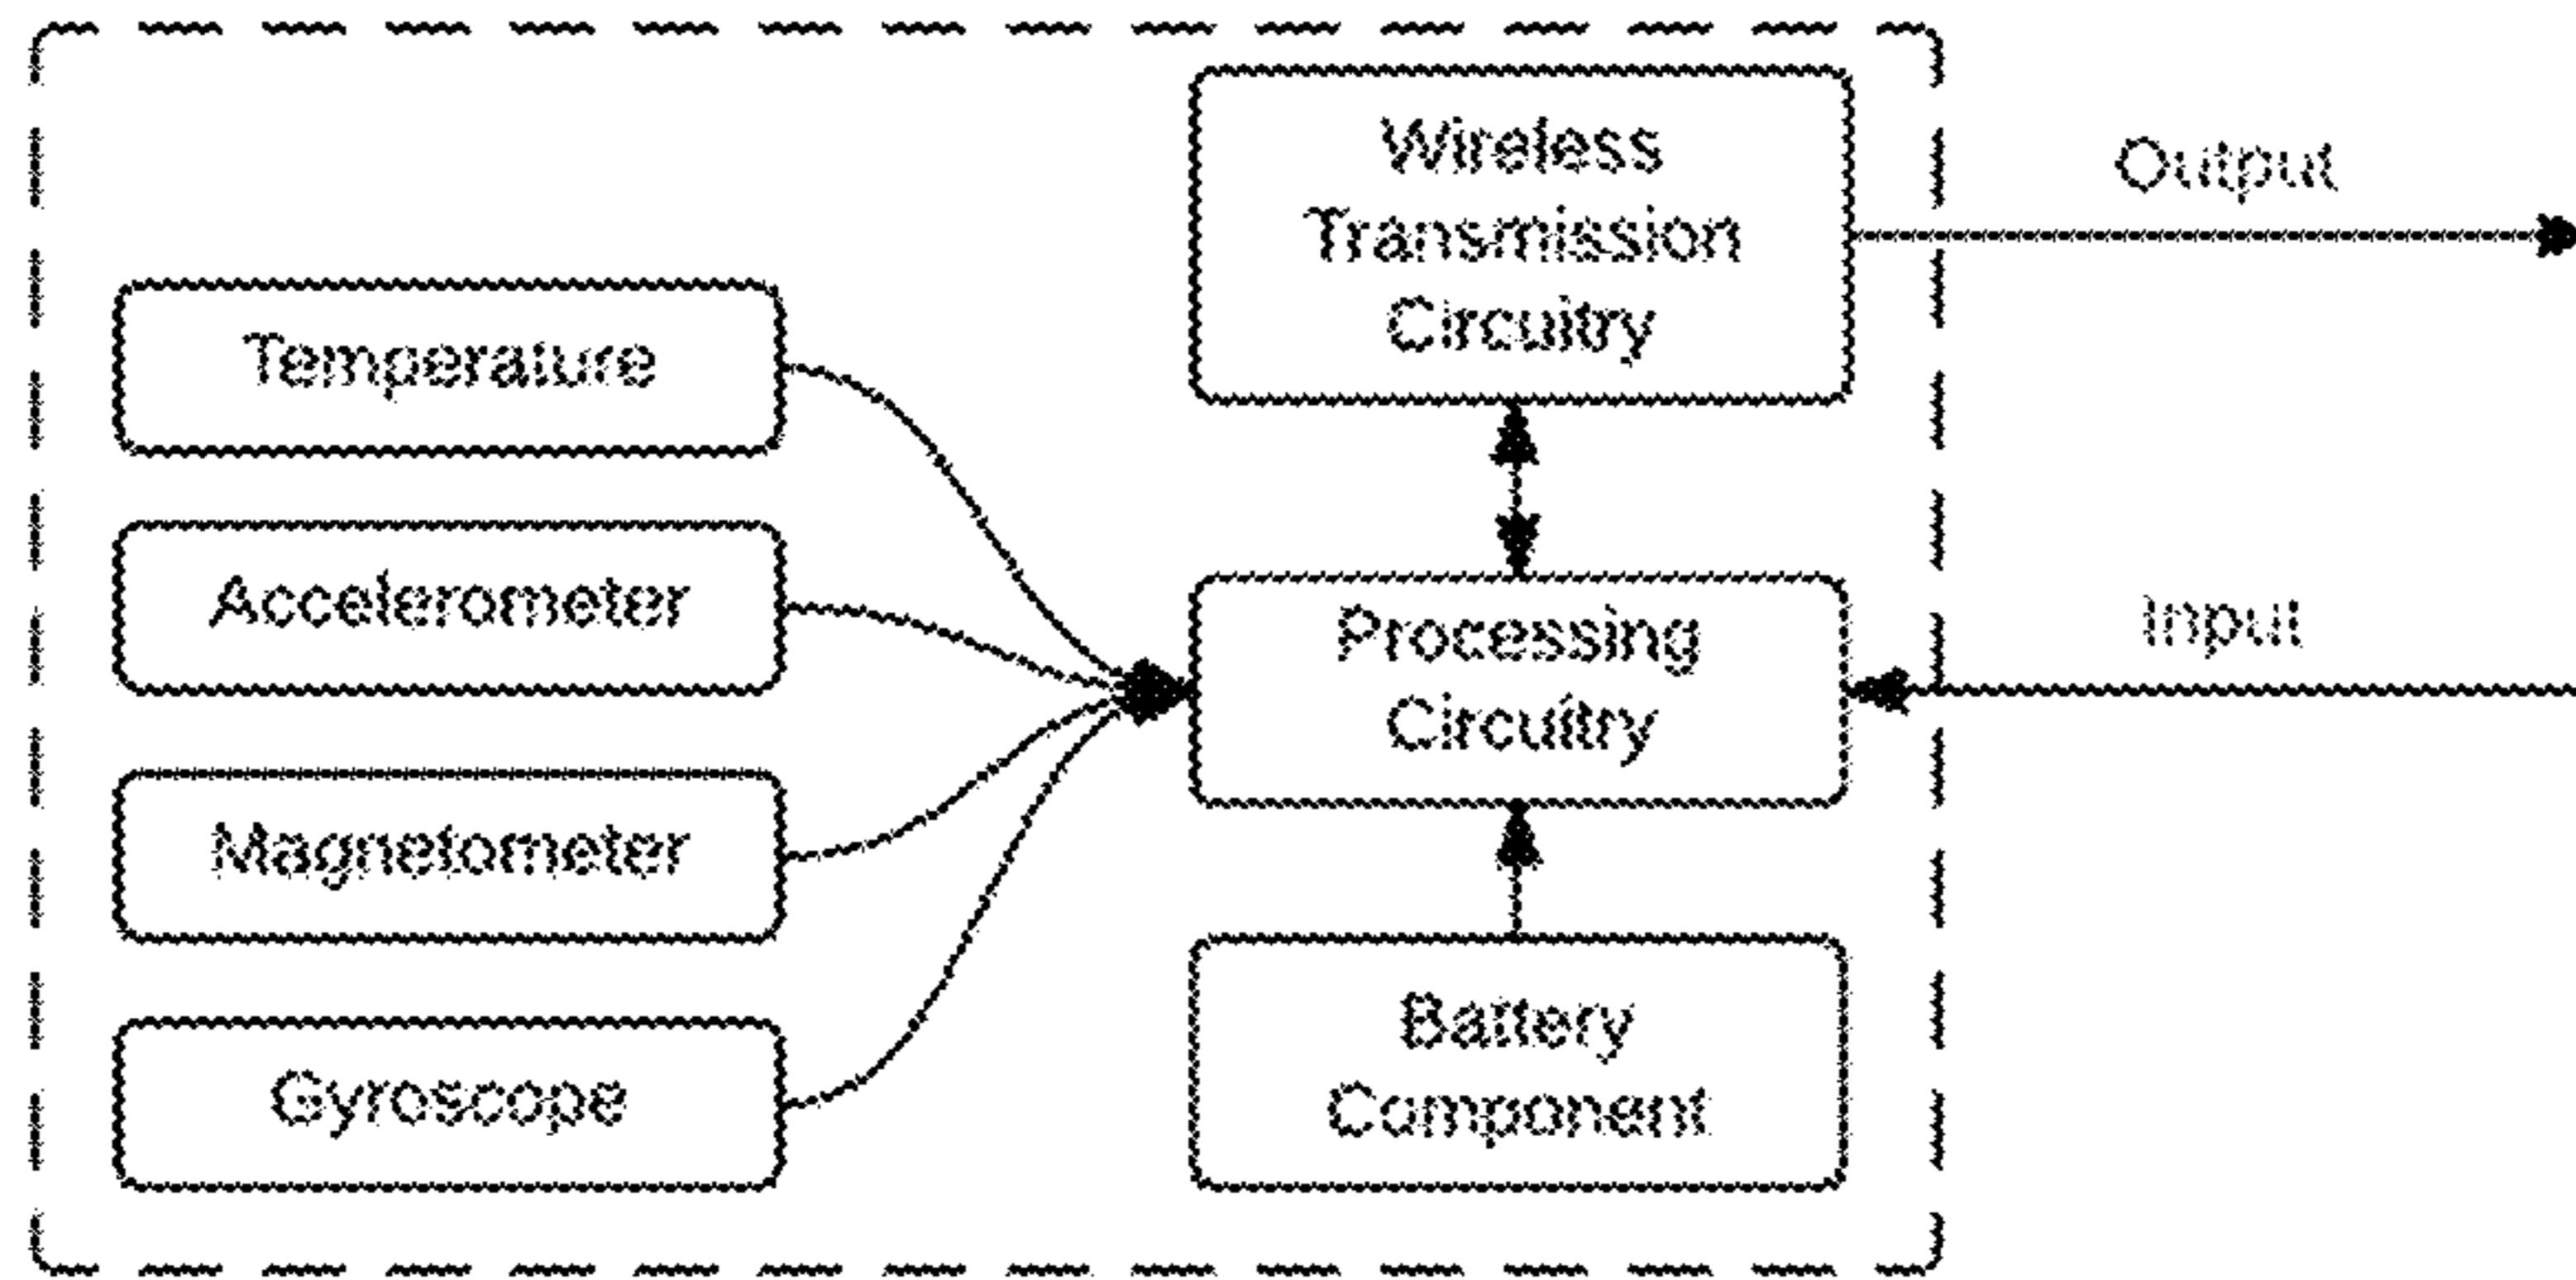 Wireless
Transmission
Circuitry
Output
Temperature
Accelerometer
Processing
Circuitry
Input
Magnetometer
Battery
Component
Gyroscope